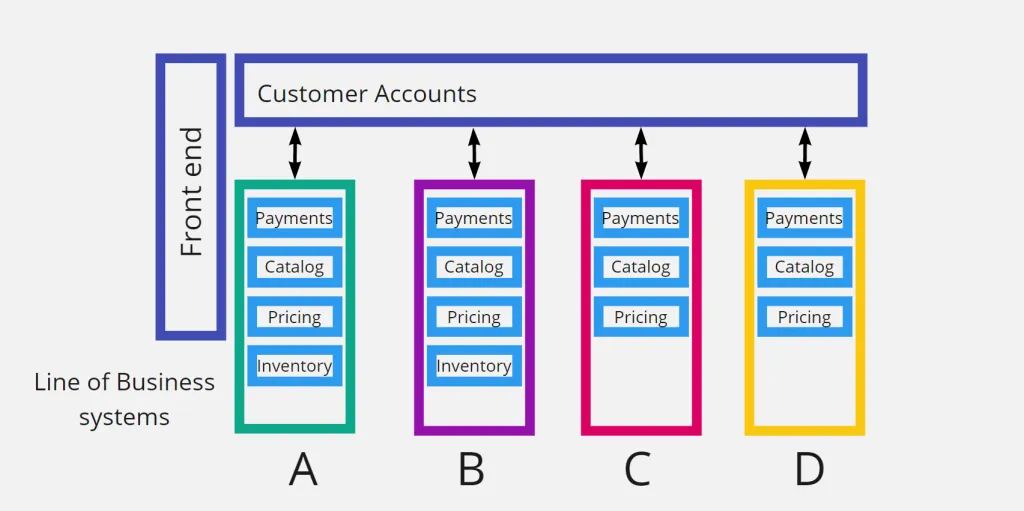 Customer Accounts
Front end
Payments
Catalog
Pricing
Inventory
Payments
Catalog
Pricing
Inventory
Payments
Catalog
Pricing
Payments
Catalog
Pricing
Line of Business
systems
A
B
C
D